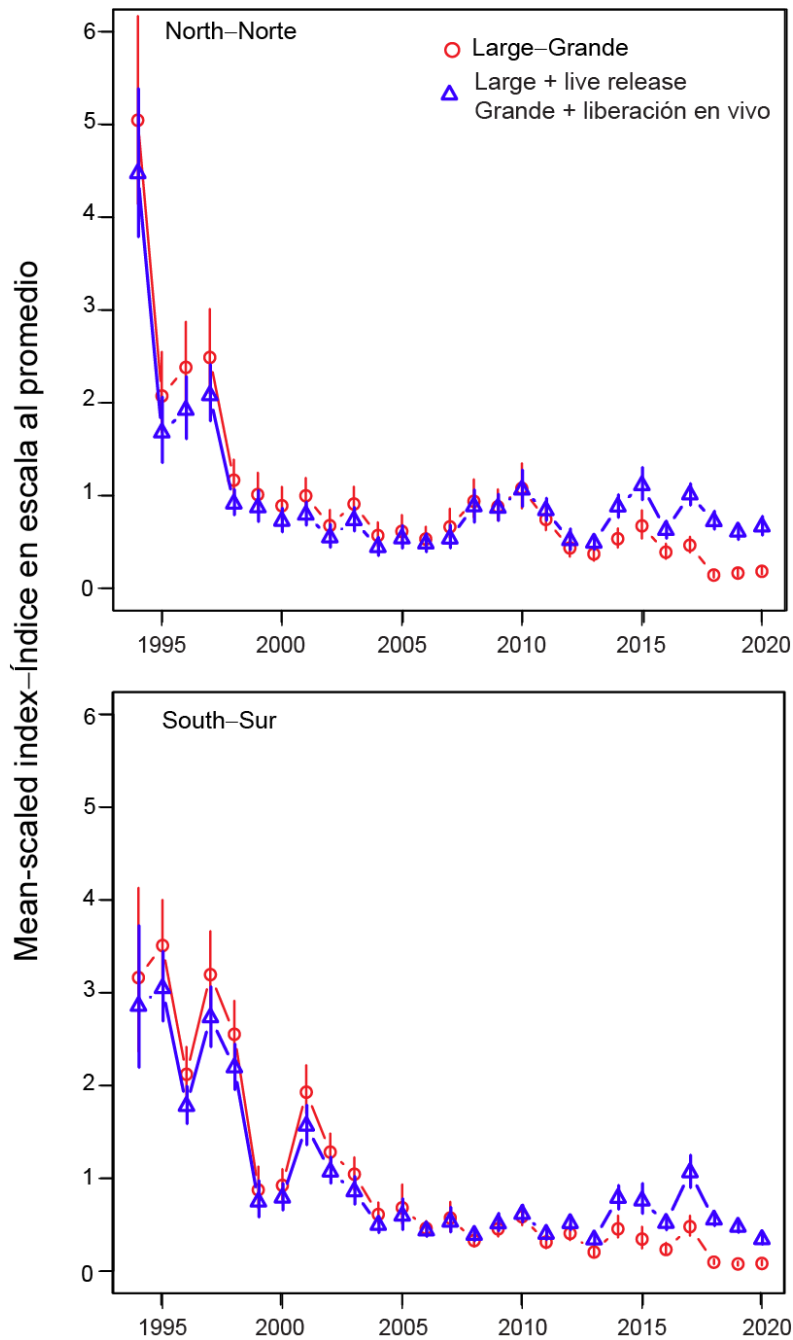 Mean-scaled index–Índice en escala al promedio
North–Norte
Large–Grande
Large + live release
Grande + liberación en vivo
6
5
4
3
2
1
0
1995 2000 2005 2010 2015 2020
South–Sur
6
5
4
3
2
1
0
1995 2000 2005 2010 2015 2020